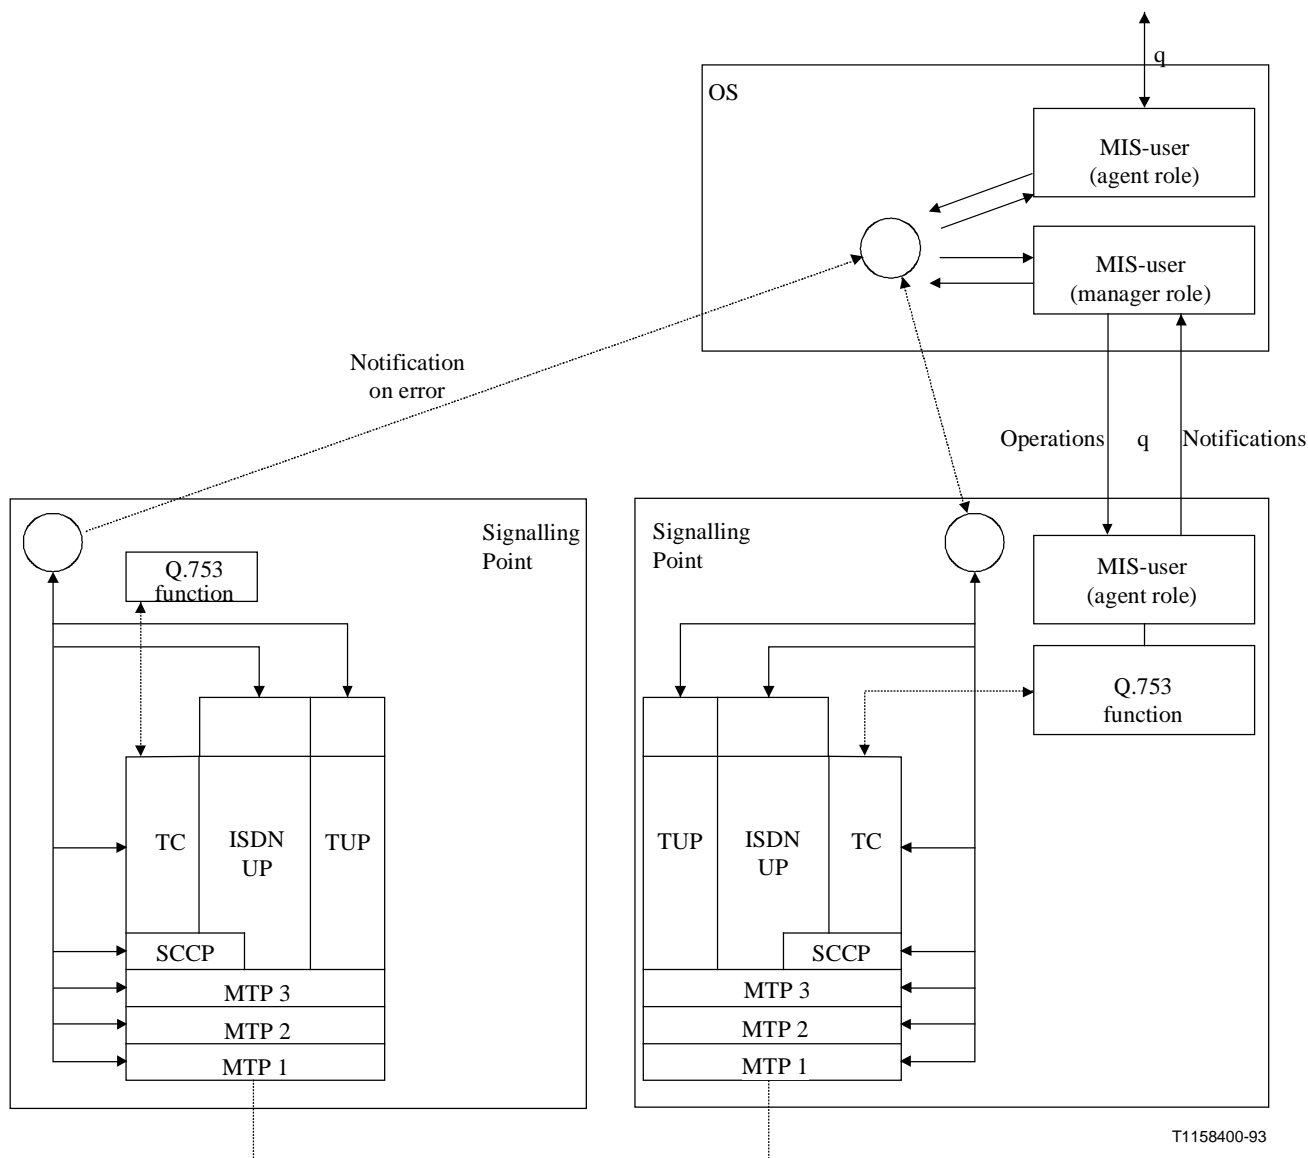 q
OS
MIS-user
(agent role)
MIS-user
(manager role)
Notification
on error
Operations
q
Notifications
Signalling
Point
Q.753
function
TC
ISDN
UP
TUP
SCCP
MTP 3
MTP 2
MTP 1
Signalling
Point
MIS-user
(agent role)
Q.753
function
TUP
ISDN
UP
TC
SCCP
MTP 3
MTP 2
MTP 1
T1158400-93